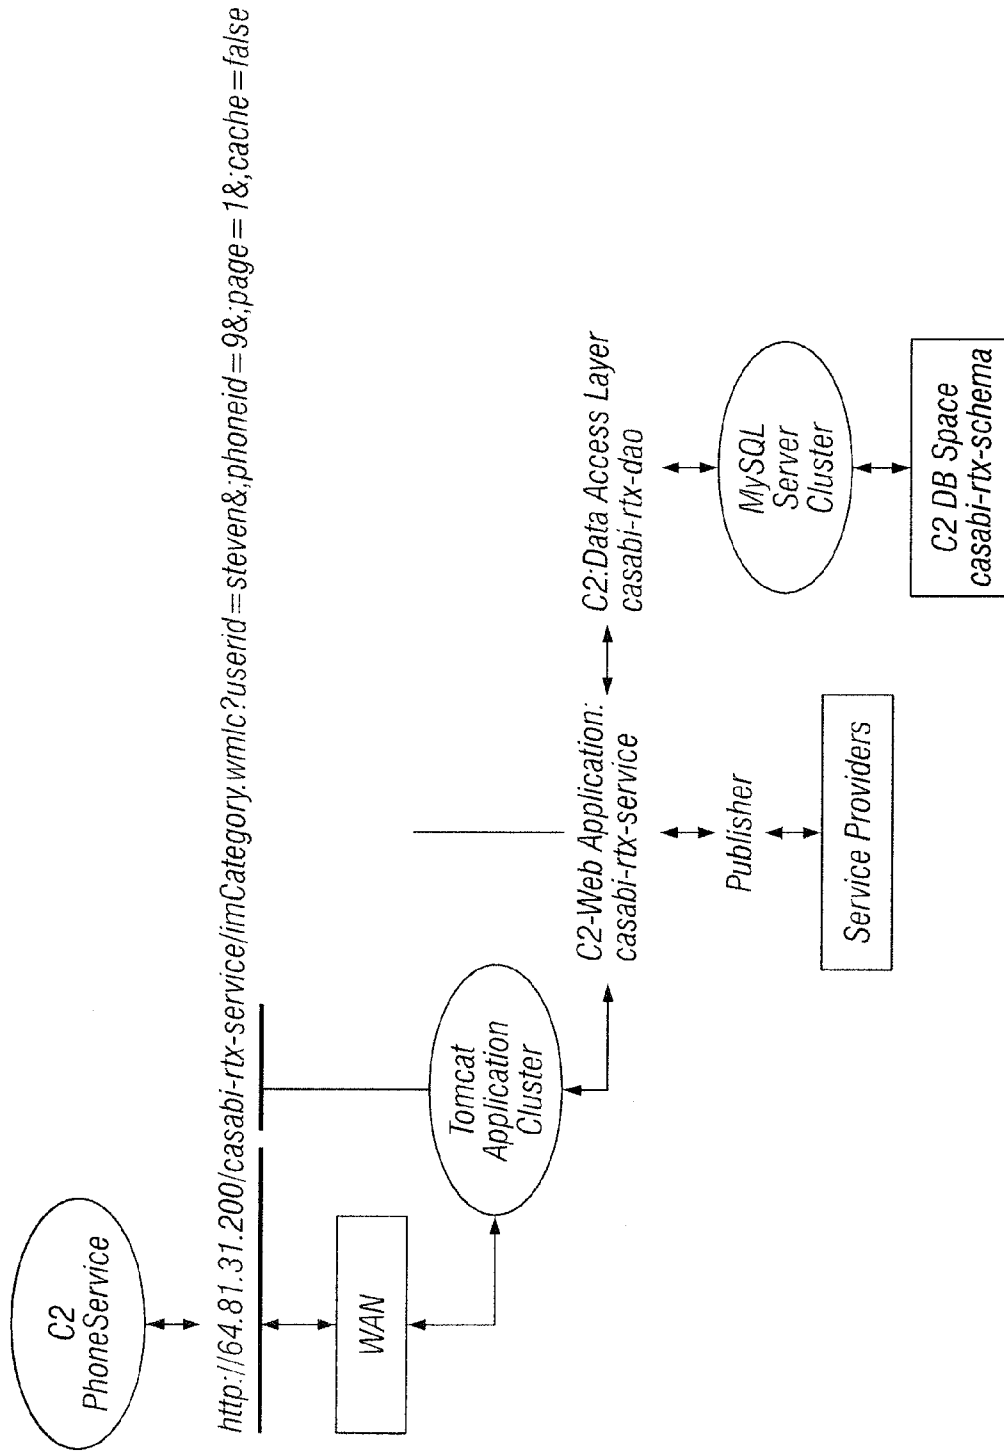 C2
PhoneService
http://64.81.31.200/casabi-rtx-service/imCategory.wmlc?userid=steven&;phoneid=9&;page=1&;cache=false
WAN
Tomcat
Application
Cluster
C2-Web Application:
casabi-rtx-service
C2:Data Access Layer
casabi-rtx-dao
Publisher
Service Providers
MySQL
Server
Cluster
C2 DB Space
casabi-rtx-schema